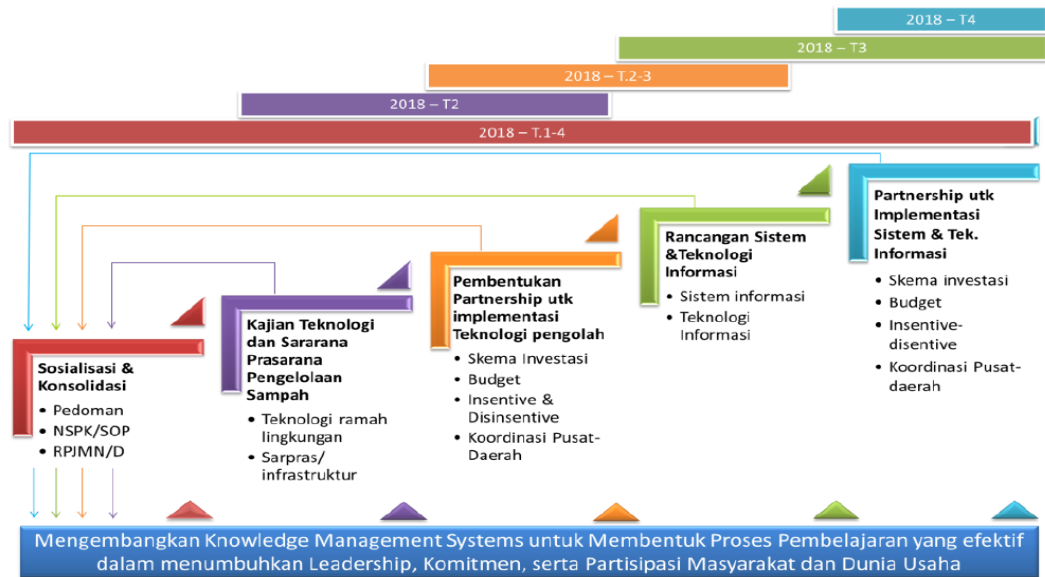 2018 – T4
2018 – T3
2018 – T.2-3
2018 – T2
2018 – T.1-4
Sosialisasi &
Konsolidasi
• Pedoman
• NSPK/SOP
• RPJMN/D
Kajian Teknologi
dan Sararana
Prasarana
Pengelolaan
Sampah
• Teknologi ramah
lingkungan
• Sarpras/
infrastruktur
Pembentukan
Partnership utk
implementasi
Teknologi pengolah
• Skema Investasi
• Budget
• Insentive &
Disinsentive
• Koordinasi Pusat-
Daerah
Rancangan Sistem
&Teknologi
Informasi
• Sistem informasi
• Teknologi
Informasi
Partnership utk
Implementasi
Sistem & Tek.
Informasi
• Skema investasi
• Budget
• Insentive-
disentive
• Koordinasi Pusat-
daerah
Mengembangkan Knowledge Management Systems untuk Membentuk Proses Pembelajaran yang efektif
dalam menumbuhkan Leadership, Komitmen, serta Partisipasi Masyarakat dan Dunia Usaha